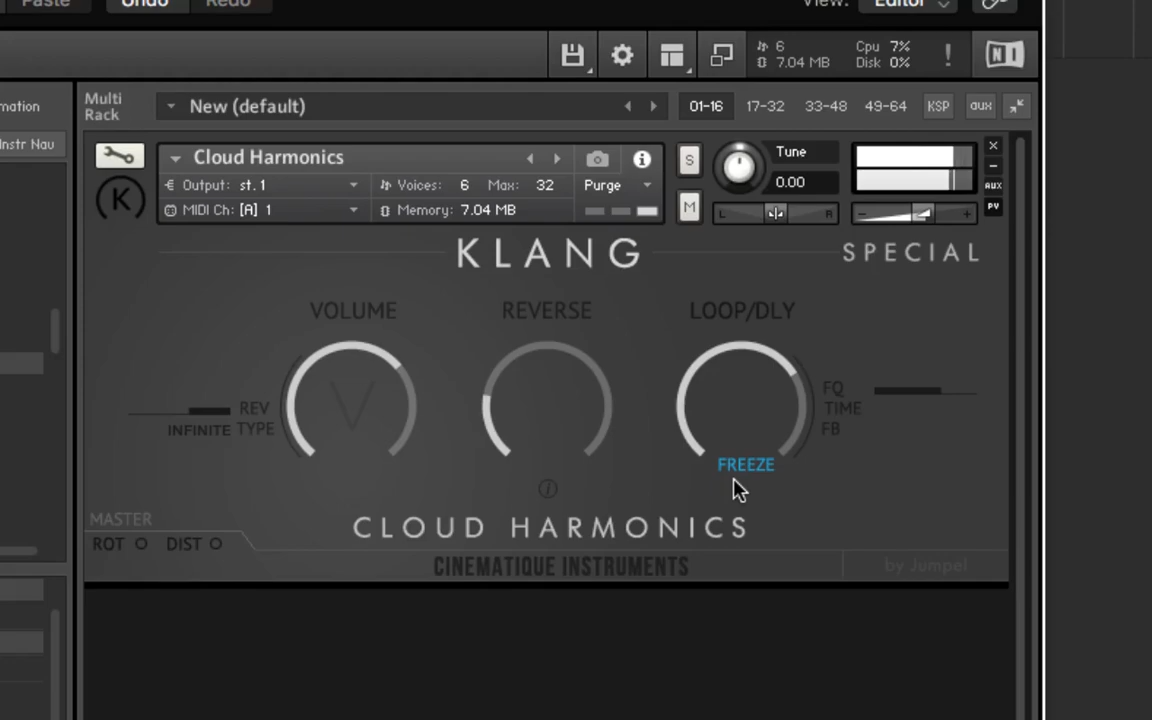 Paste Undo Redo View: Editor
6 Cpu 7%
7.04 MB Disk 0%
NI
mation
Multi
Rack
New (default) 01-16 17-32 33-48 49-64 KSP aux
Instr Nav
Cloud Harmonics i S Tune
Output: st.1 Voices: 6 Max: 32 Purge 0.00
MIDI Ch: [A] 1 Memory: 7.04 MB M L R - +
AUX
PV
K
KLANG SPECIAL
VOLUME REVERSE LOOP/DLY
V
REV
INFINITE TYPE
FQ
TIME
FB
FREEZE
i
CLOUD HARMONICS
MASTER
ROT DIST
CINEMATIQUE INSTRUMENTS by Jumpel